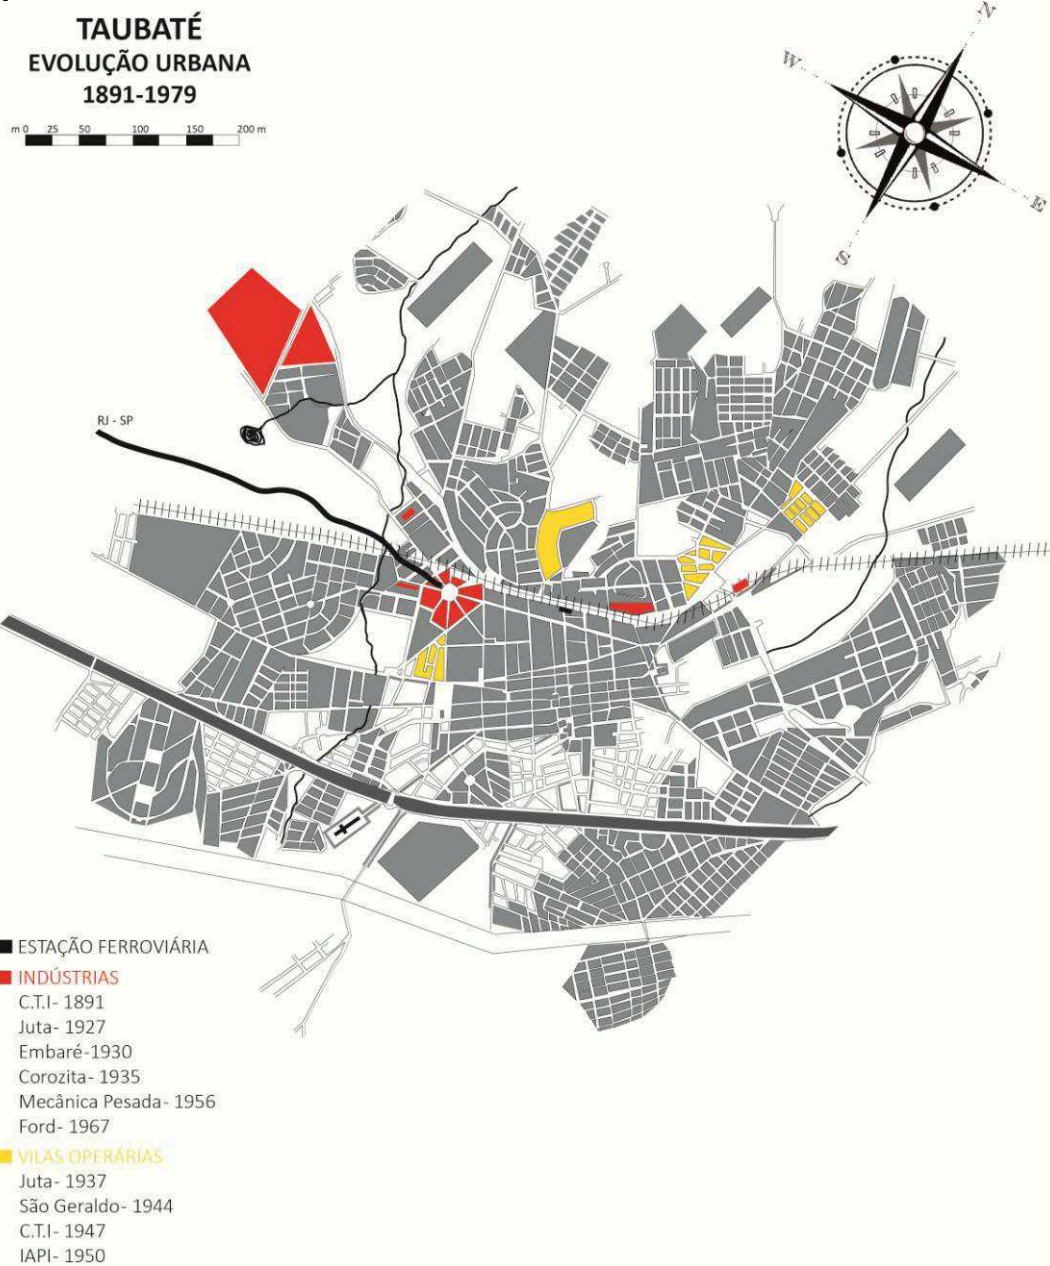 TAUBATÉ
EVOLUÇÃO URBANA
1891-1979
m 0 25 50 100 150 200 m
N
W
E
S
RJ - SP
ESTAÇÃO FERROVIÁRIA
INDÚSTRIAS
C.T.I- 1891
Juta- 1927
Embaré-1930
Corozita- 1935
Mecânica Pesada- 1956
Ford- 1967
VILAS OPERÁRIAS
Juta- 1937
São Geraldo- 1944
C.T.I- 1947
IAPI- 1950